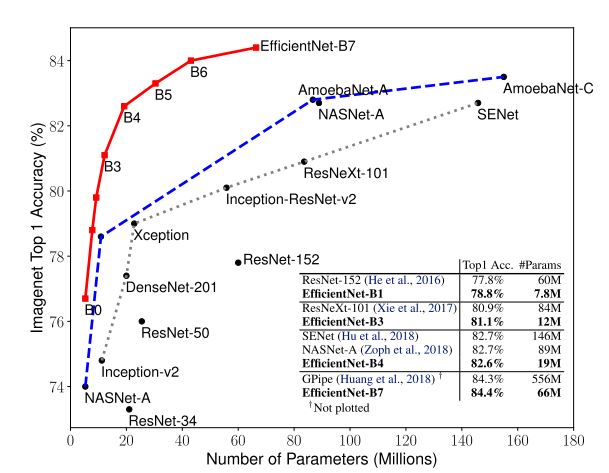 84
82
80
78
76
74
0
20
40
60
80
100
120
140
160
180
Number of Parameters (Millions)
Imagenet Top 1 Accuracy (%)
EfficientNet-B7
B6
B5
B4
B3
B0
AmoebaNet-A
NASNet-A
AmoebaNet-C
SENet
ResNeXt-101
Inception-ResNet-v2
Xception
ResNet-152
DenseNet-201
ResNet-50
Inception-v2
NASNet-A
ResNet-34
Top1 Acc. #Params
ResNet-152 (He et al., 2016) 77.8% 60M
EfficientNet-B1 78.8% 7.8M
ResNeXt-101 (Xie et al., 2017) 80.9% 84M
EfficientNet-B3 81.1% 12M
SENet (Hu et al., 2018) 82.7% 146M
NASNet-A (Zoph et al., 2018) 82.7% 89M
EfficientNet-B4 82.6% 19M
GPipe (Huang et al., 2018) † 84.3% 556M
EfficientNet-B7 84.4% 66M
†Not plotted